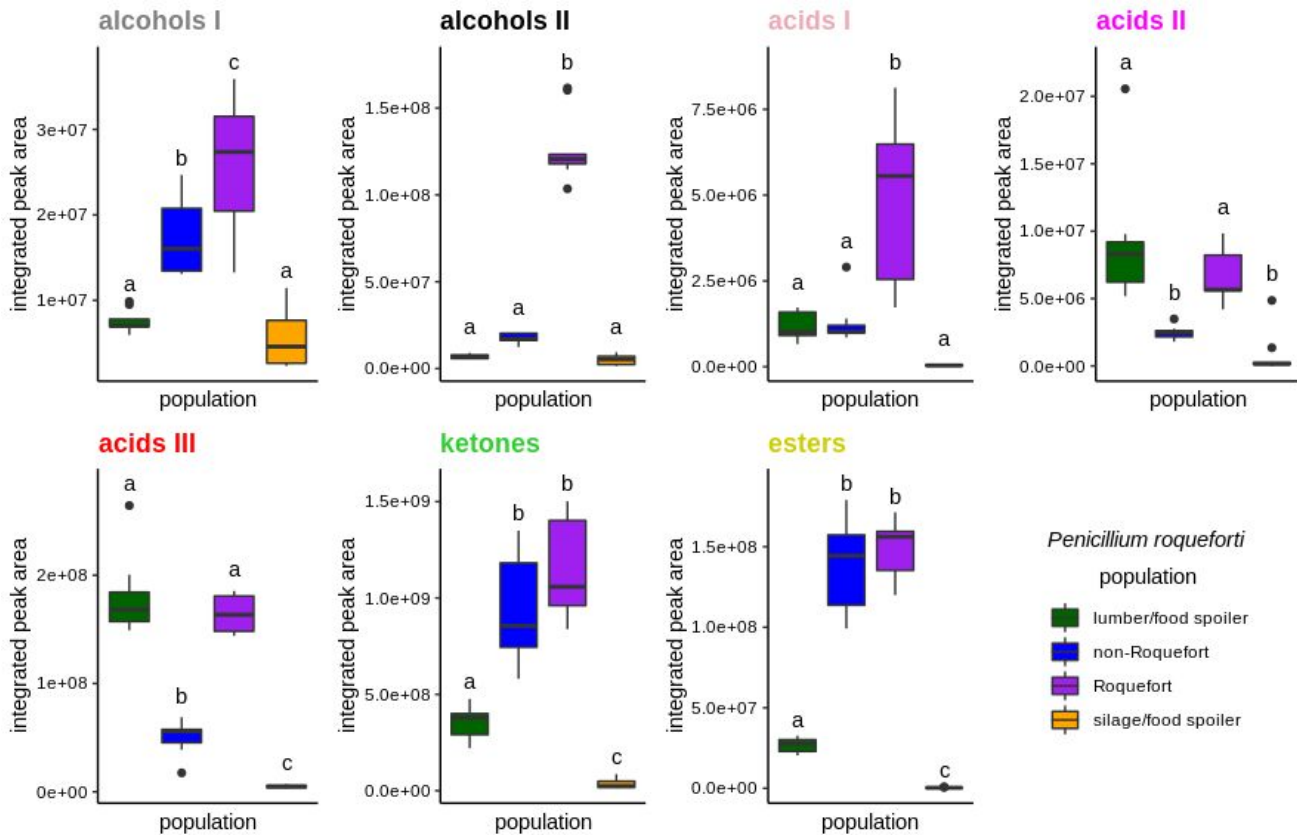 alcohols I
integrated peak area
3e+07
2e+07
1e+07
a
b
c
a
population
alcohols II
integrated peak area
1.5e+08
1.0e+08
5.0e+07
0.0e+00
a
a
b
a
population
acids I
integrated peak area
7.5e+06
5.0e+06
2.5e+06
0.0e+00
a
a
b
a
population
acids II
integrated peak area
2.0e+07
1.5e+07
1.0e+07
5.0e+06
0.0e+00
a
b
a
b
population
acids III
integrated peak area
2e+08
1e+08
0e+00
a
b
a
c
population
ketones
integrated peak area
1.5e+09
1.0e+09
5.0e+08
0.0e+00
a
b
b
c
population
esters
integrated peak area
1.5e+08
1.0e+08
5.0e+07
0.0e+00
a
b
b
c
population
Penicillium roqueforti
population
lumber/food spoiler
non-Roquefort
Roquefort
silage/food spoiler